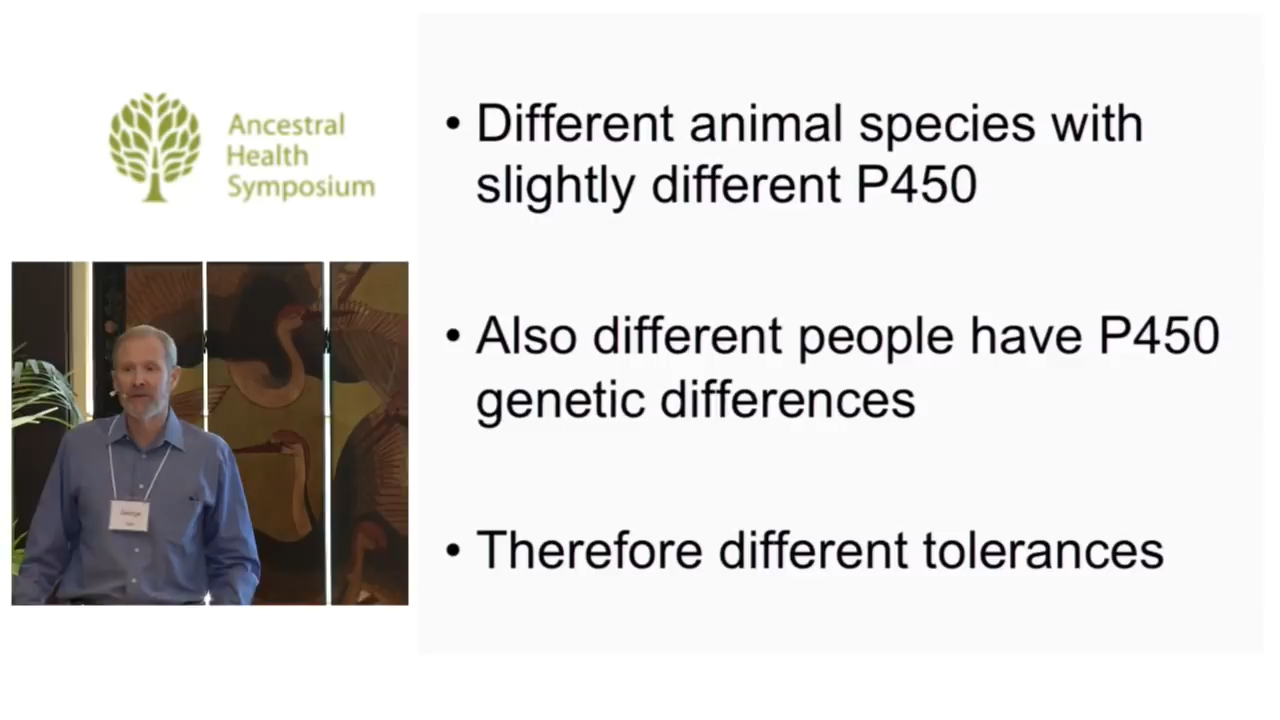 Ancestral
Health
Symposium
• Different animal species with
slightly different P450
• Also different people have P450
genetic differences
• Therefore different tolerances
George